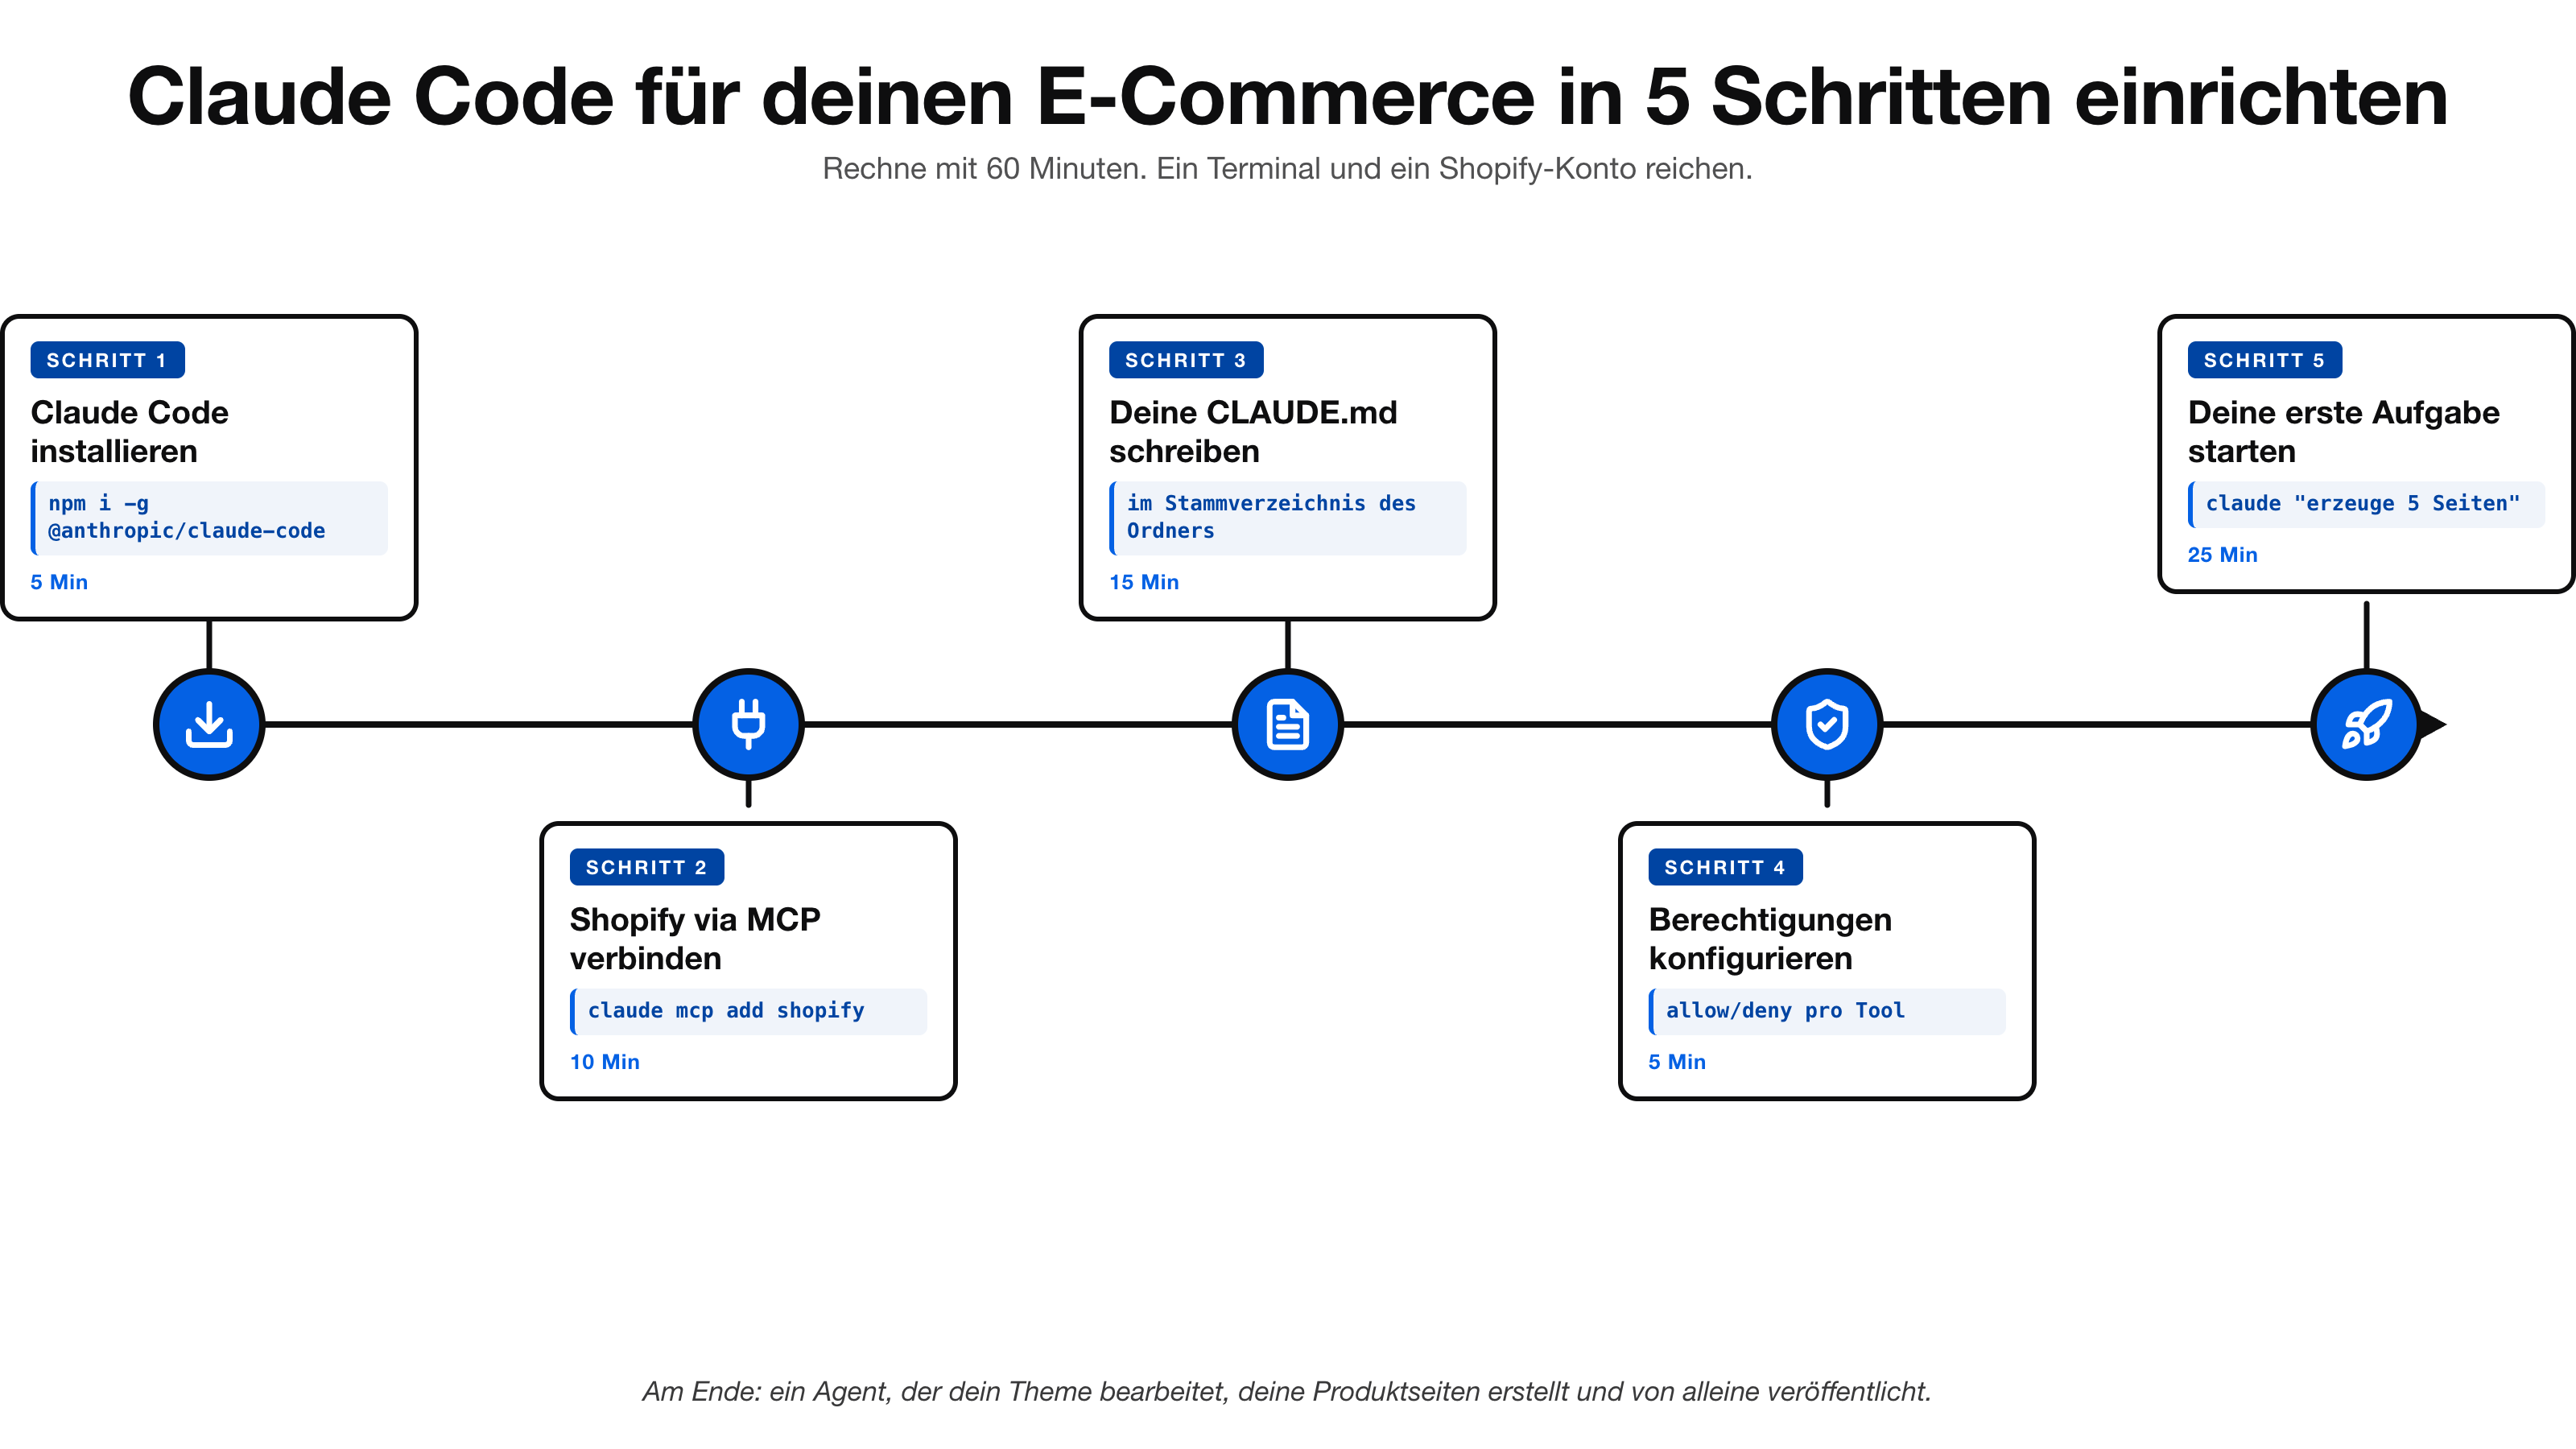 Claude Code für deinen E-Commerce in 5 Schritten einrichten
Rechne mit 60 Minuten. Ein Terminal und ein Shopify-Konto reichen.
SCHRITT 1
Claude Code
installieren
npm i -g
@anthropic/claude-code
5 Min
SCHRITT 2
Shopify via MCP
verbinden
claude mcp add shopify
10 Min
SCHRITT 3
Deine CLAUDE.md
schreiben
im Stammverzeichnis des
Ordners
15 Min
SCHRITT 4
Berechtigungen
konfigurieren
allow/deny pro Tool
5 Min
SCHRITT 5
Deine erste Aufgabe
starten
claude "erzeuge 5 Seiten"
25 Min
Am Ende: ein Agent, der dein Theme bearbeitet, deine Produktseiten erstellt und von alleine veröffentlicht.